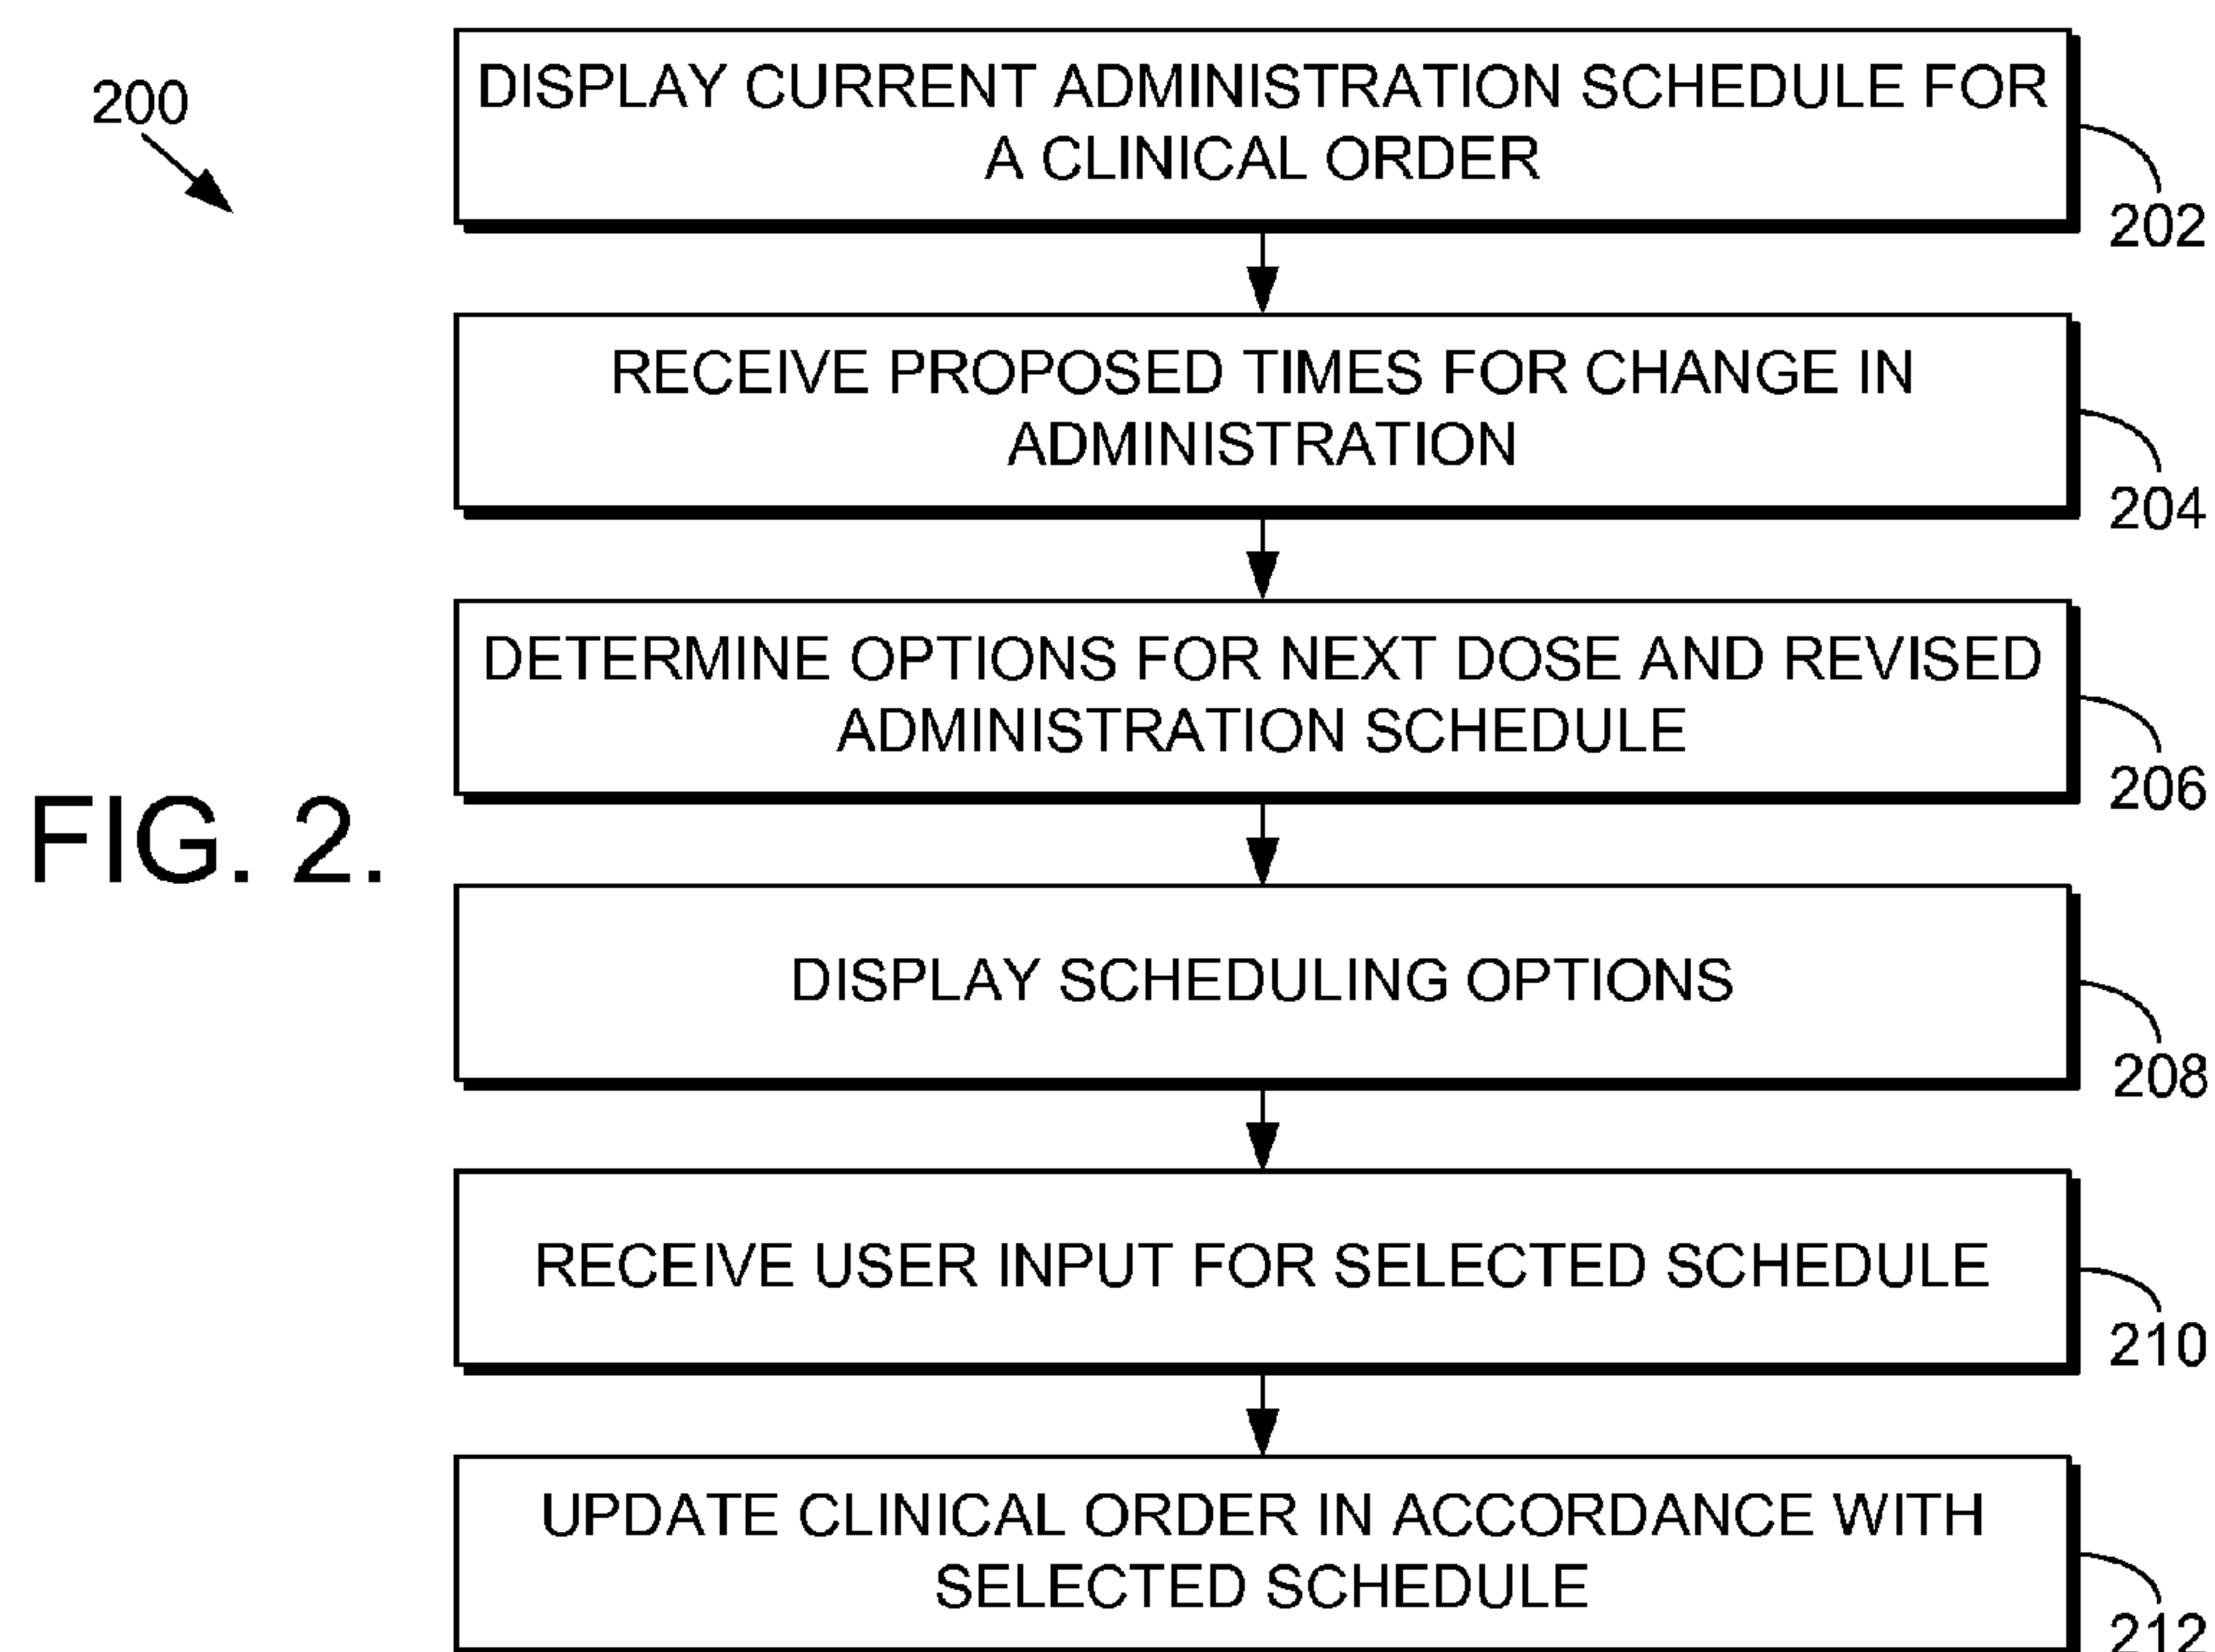 200
DISPLAY CURRENT ADMINISTRATION SCHEDULE FOR
A CLINICAL ORDER
202
RECEIVE PROPOSED TIMES FOR CHANGE IN
ADMINISTRATION
204
DETERMINE OPTIONS FOR NEXT DOSE AND REVISED
ADMINISTRATION SCHEDULE
206
FIG. 2.
DISPLAY SCHEDULING OPTIONS
208
RECEIVE USER INPUT FOR SELECTED SCHEDULE
210
UPDATE CLINICAL ORDER IN ACCORDANCE WITH
SELECTED SCHEDULE
212